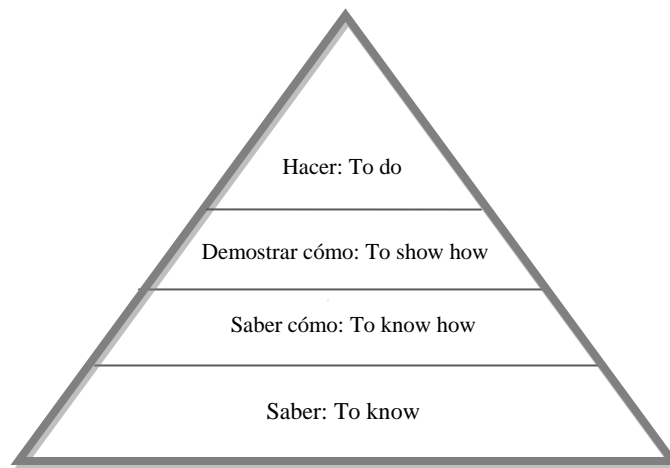 Hacer: To do
Demostrar cómo: To show how
Saber cómo: To know how
Saber: To know